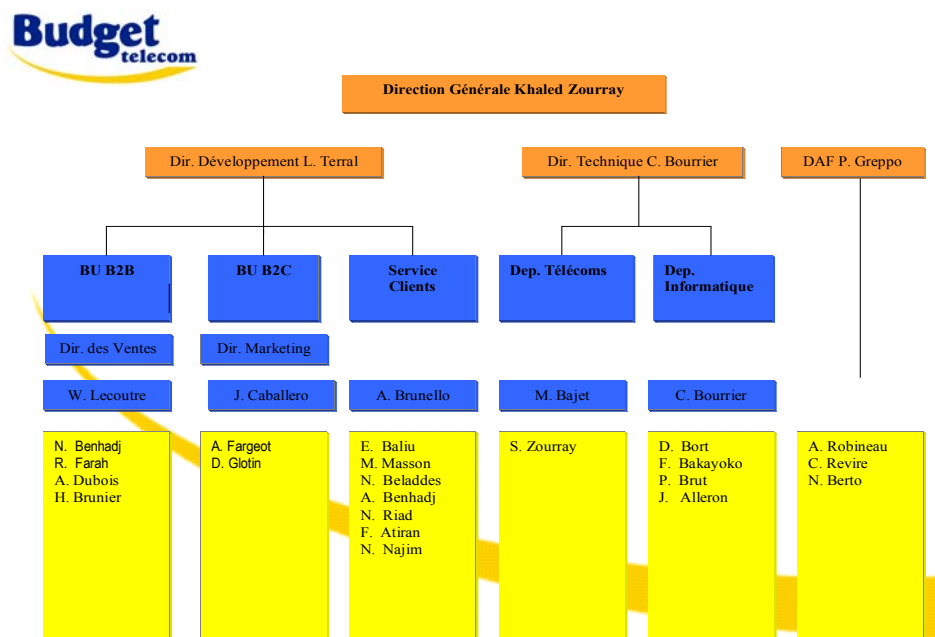 Budget
telecom
Direction Générale Khaled Zourray
Dir. Développement L. Terral
Dir. Technique C. Bourrier
DAF P. Greppo
BU B2B
BU B2C
Service
Clients
Dep. Télécoms
Dep.
Informatique
Dir. des Ventes
Dir. Marketing
W. Lecoutre
J. Caballero
A. Brunello
M. Bajet
C. Bourrier
N. Benhadj
R. Farah
A. Dubois
H. Brunier
A. Fargeot
D. Glotin
E. Baliu
M. Masson
N. Beladdes
A. Benhadj
N. Riad
F. Atiran
N. Najim
S. Zourray
D. Bort
F. Bakayoko
P. Brut
J. Alleron
A. Robineau
C. Revire
N. Berto